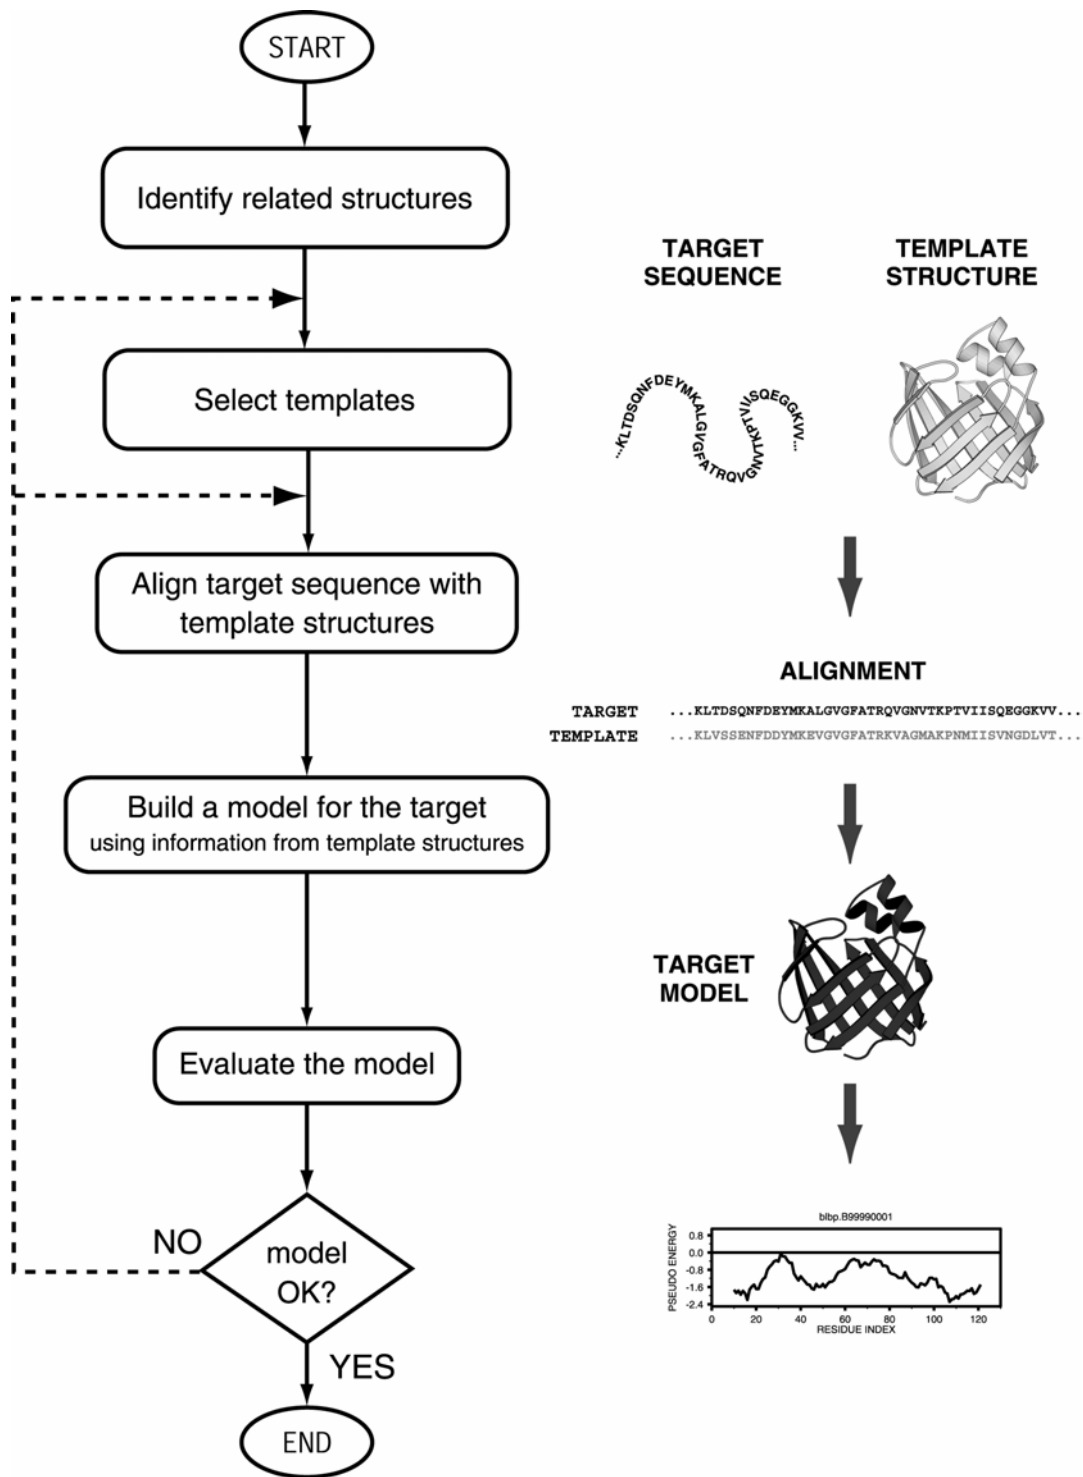 START
Identify related structures
Select templates
Align target sequence with
template structures
Build a model for the target
using information from template structures
Evaluate the model
NO
model
OK?
YES
END
TARGET
SEQUENCE
TEMPLATE
STRUCTURE
...KLTDSQNFDEYMKALGVGFATRQVGNVTKPTVIISQEGGKVV...
ALIGNMENT
TARGET ...KLTDSQNFDEYMKALGVGFATRQVGNVTKPTVIISQEGGKVV...
TEMPLATE ...KLVSSENFDDYMKEVGVGFATRKVAGMAKPNMIISVNGDLVT...
TARGET
MODEL
blbp.B99990001
PSEUDO ENERGY
0.8
0.0
-0.8
-1.6
-2.4
0 20 40 60 80 100 120
RESIDUE INDEX